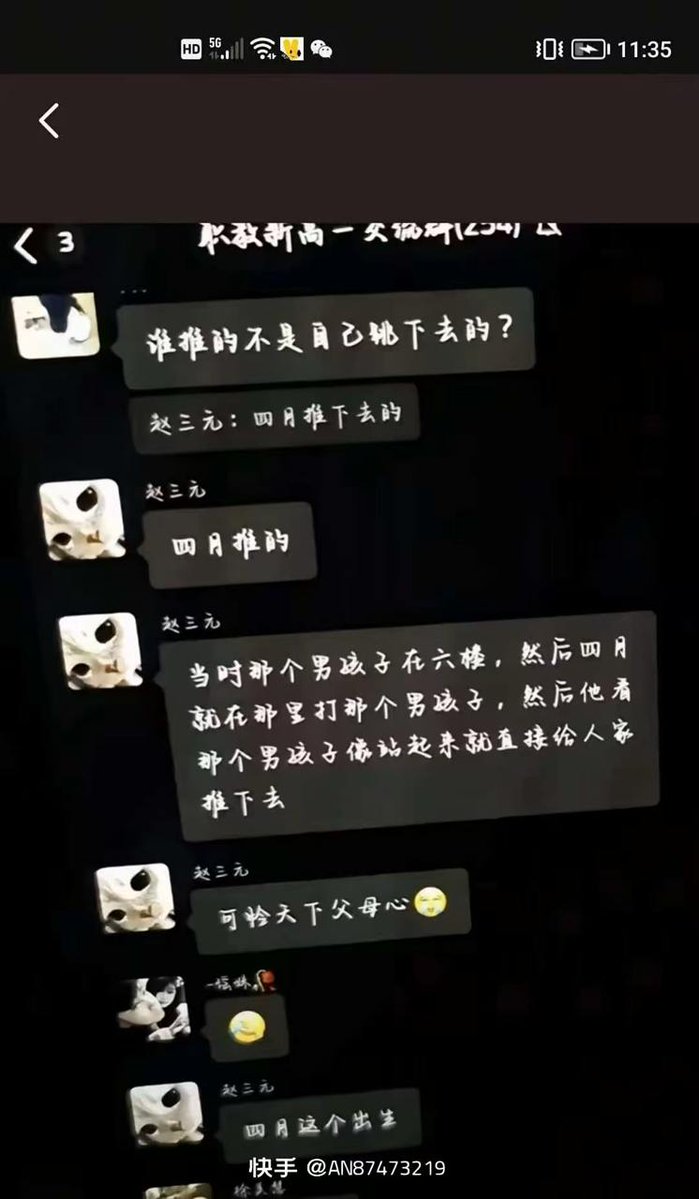 HD 5G 11:35
3
职教新高一交流群(254)
谁推的不是自己跳下去的？
赵三元：四月推下去的
赵三元
四月推的
赵三元
当时那个男孩子在六楼，然后四月
就在那里打那个男孩子，然后他看
那个男孩子像站起来就直接给人家
推下去
赵三元
可怜天下父母心
赵三元
四月这个出生
快手 @AN87473219